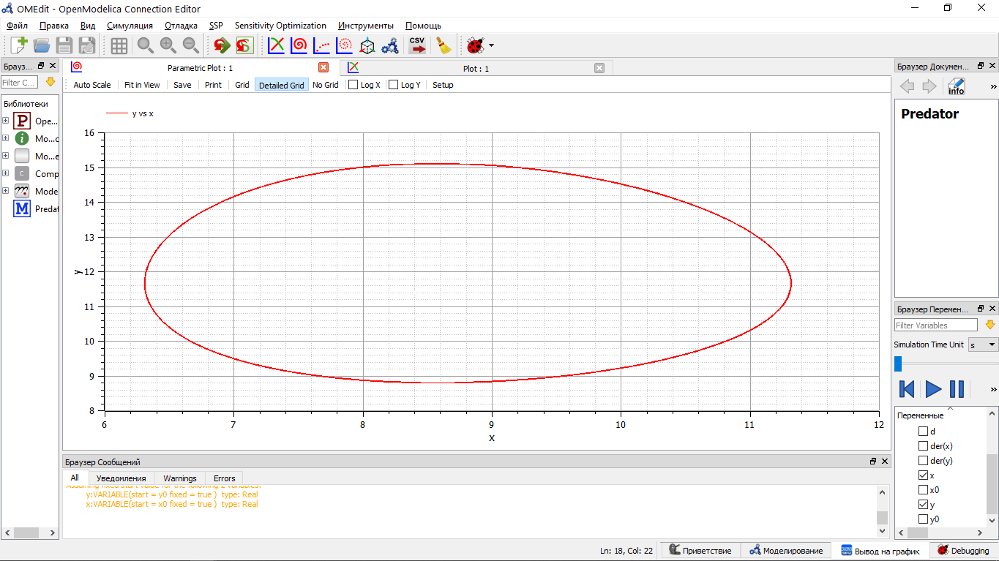 OMEdit - OpenModelica Connection Editor
Файл Правка Вид Симуляция Отладка SSP Sensitivity Optimization Инструменты Помощь
CSV
Брауз...
Filter C...
Библиотеки
P Ope...
i Mo...c
Mo...e
C Comp
Mode
M Predat
Parametric Plot : 1
Plot : 1
Auto Scale Fit in View Save Print Grid Detailed Grid No Grid Log X Log Y Setup
y vs x
16
15
14
13
12
11
10
9
8
y
6 7 8 9 10 11 12
x
Браузер Сообщений
All Уведомления Warnings Errors
Assuming fixed start value for the following 2 variables:
y:VARIABLE(start = y0 fixed = true ) type: Real
x:VARIABLE(start = x0 fixed = true ) type: Real
Браузер Докумен...
info
»
Predator
Браузер Перемен...
Filter Variables
Simulation Time Unit s
»
Переменные
d
der(x)
der(y)
x
x0
y
y0
Ln: 18, Col: 22 Приветствие Моделирование Вывод на график Debugging